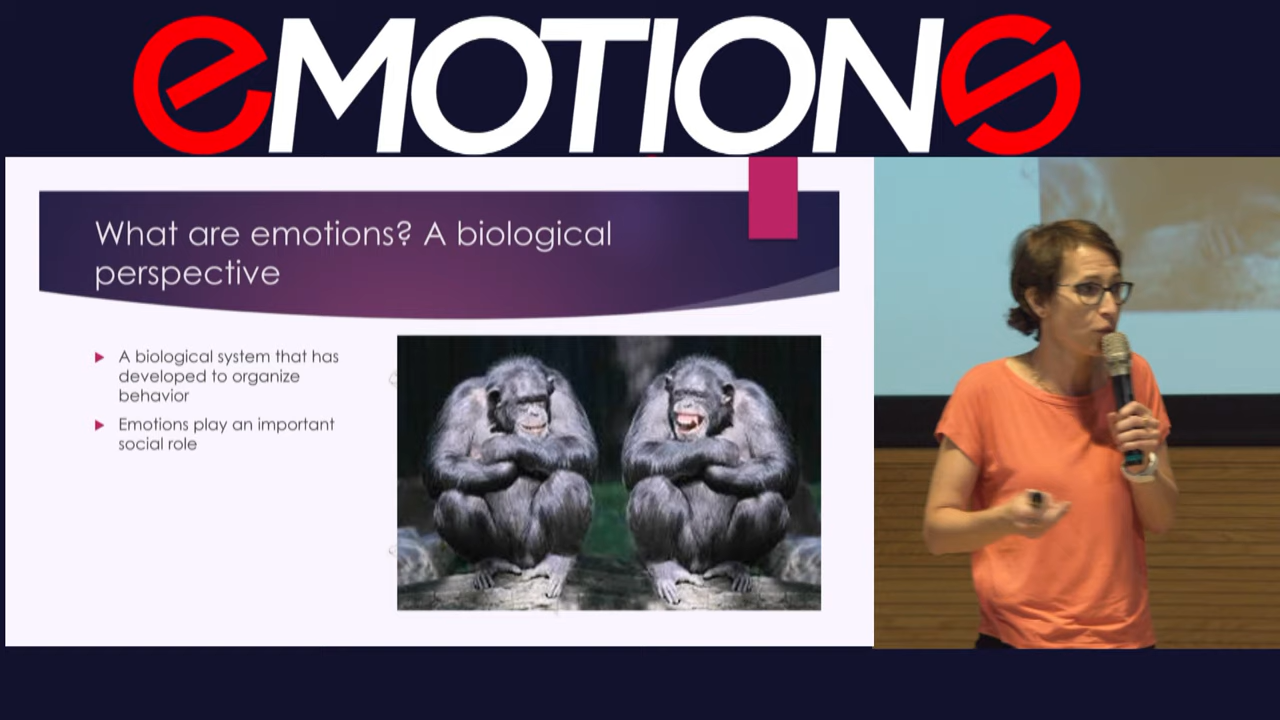 eMOTIONS
What are emotions? A biological
perspective
A biological system that has
developed to organize
behavior
Emotions play an important
social role